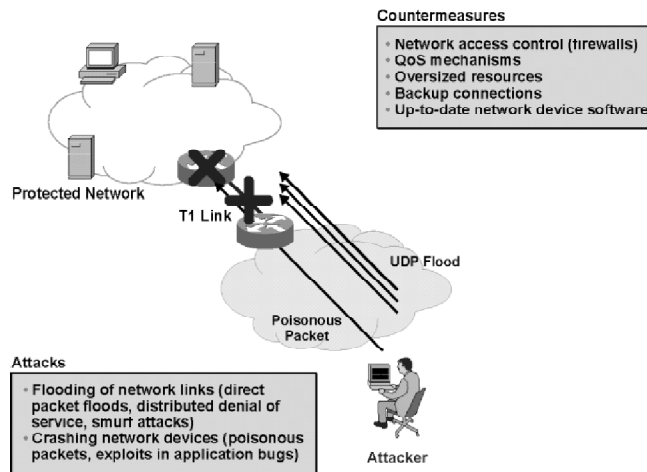 Countermeasures
• Network access control (firewalls)
• QoS mechanisms
• Oversized resources
• Backup connections
• Up-to-date network device software
Protected Network
T1 Link
UDP Flood
Poisonous
Packet
Attacks
• Flooding of network links (direct
packet floods, distributed denial of
service, smurf attacks)
• Crashing network devices (poisonous
packets, exploits in application bugs)
Attacker